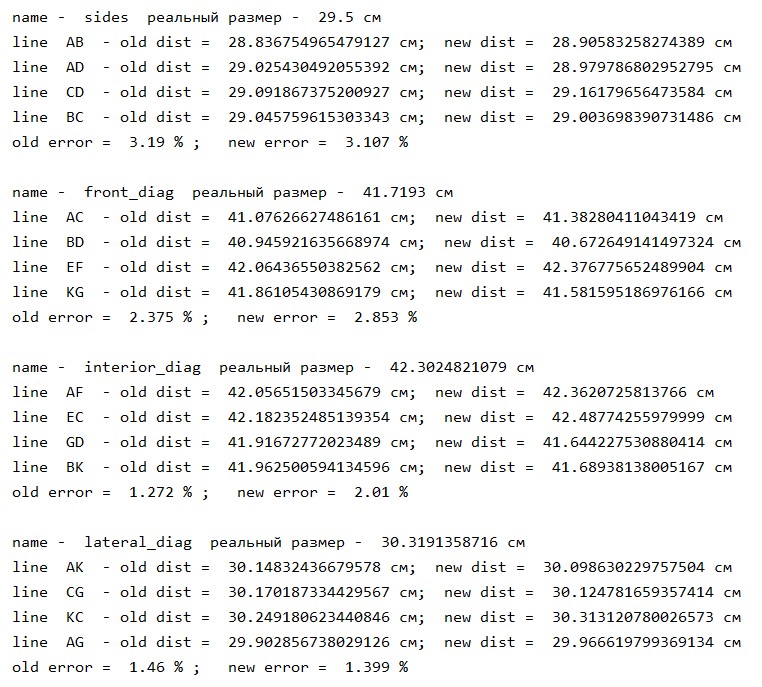 name -  sides  реальный размер -  29.5 см
line  AB  - old dist =  28.836754965479127 см;  new dist =  28.90583258274389 см
line  AD  - old dist =  29.025430492055392 см;  new dist =  28.979786802952795 см
line  CD  - old dist =  29.091867375200927 см;  new dist =  29.16179656473584 см
line  BC  - old dist =  29.045759615303343 см;  new dist =  29.003698390731486 см
old error =  3.19 % ;   new error =  3.107 %
name -  front_diag  реальный размер -  41.7193 см
line  AC  - old dist =  41.07626627486161 см;  new dist =  41.38280411043419 см
line  BD  - old dist =  40.945921635668974 см;  new dist =  40.672649141497324 см
line  EF  - old dist =  42.06436550382562 см;  new dist =  42.376775652489904 см
line  KG  - old dist =  41.86105430869179 см;  new dist =  41.581595186976166 см
old error =  2.375 % ;   new error =  2.853 %
name -  interior_diag  реальный размер -  42.3024821079 см
line  AF  - old dist =  42.05651503345679 см;  new dist =  42.3620725813766 см
line  EC  - old dist =  42.182352485139354 см;  new dist =  42.48774255979999 см
line  GD  - old dist =  41.91672772023489 см;  new dist =  41.644227530880414 см
line  BK  - old dist =  41.962500594134596 см;  new dist =  41.68938138005167 см
old error =  1.272 % ;   new error =  2.01 %
name -  lateral_diag  реальный размер -  30.3191358716 см
line  AK  - old dist =  30.14832436679578 см;  new dist =  30.098630229757504 см
line  CG  - old dist =  30.170187334429567 см;  new dist =  30.124781659357414 см
line  KC  - old dist =  30.249180623440846 см;  new dist =  30.313120780026573 см
line  AG  - old dist =  29.902856738029126 см;  new dist =  29.966619799369134 см
old error =  1.46 % ;   new error =  1.399 %